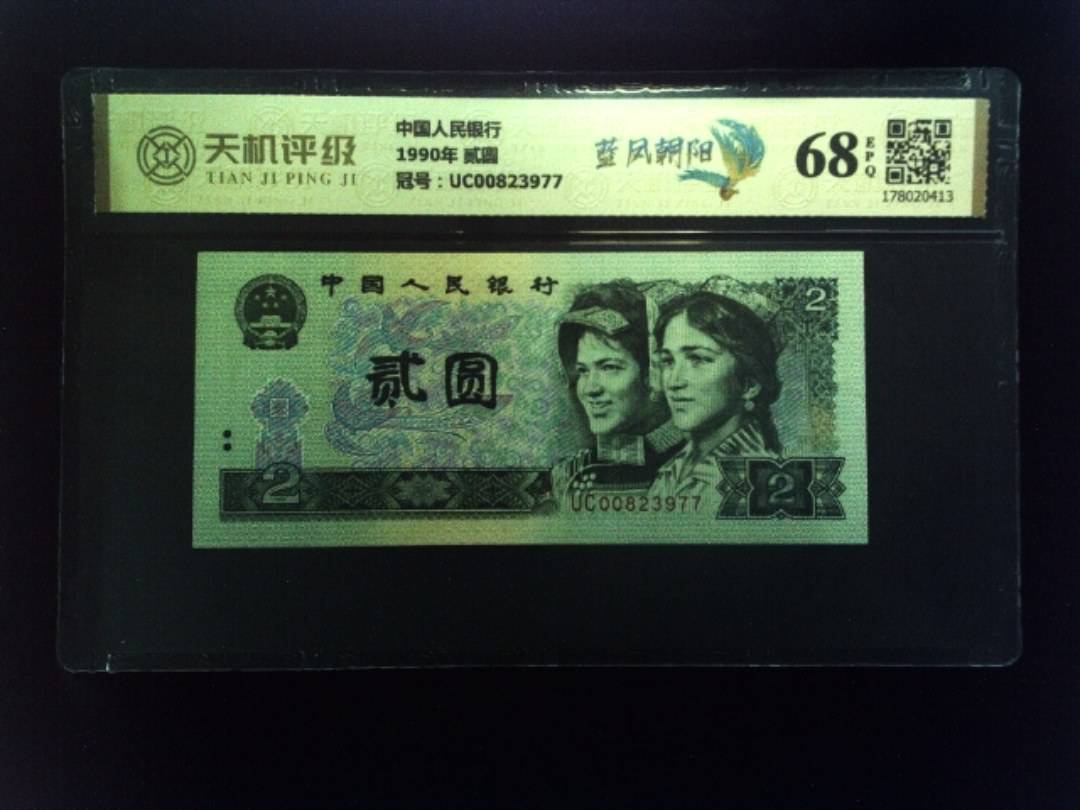 天机评级
TIAN JI PING JI
中国人民银行
1990年 贰圆
冠号：UC00823977
蓝凤朝阳
68
EPQ
178020413
中国人民银行
2
贰圆
2
UC00823977
2